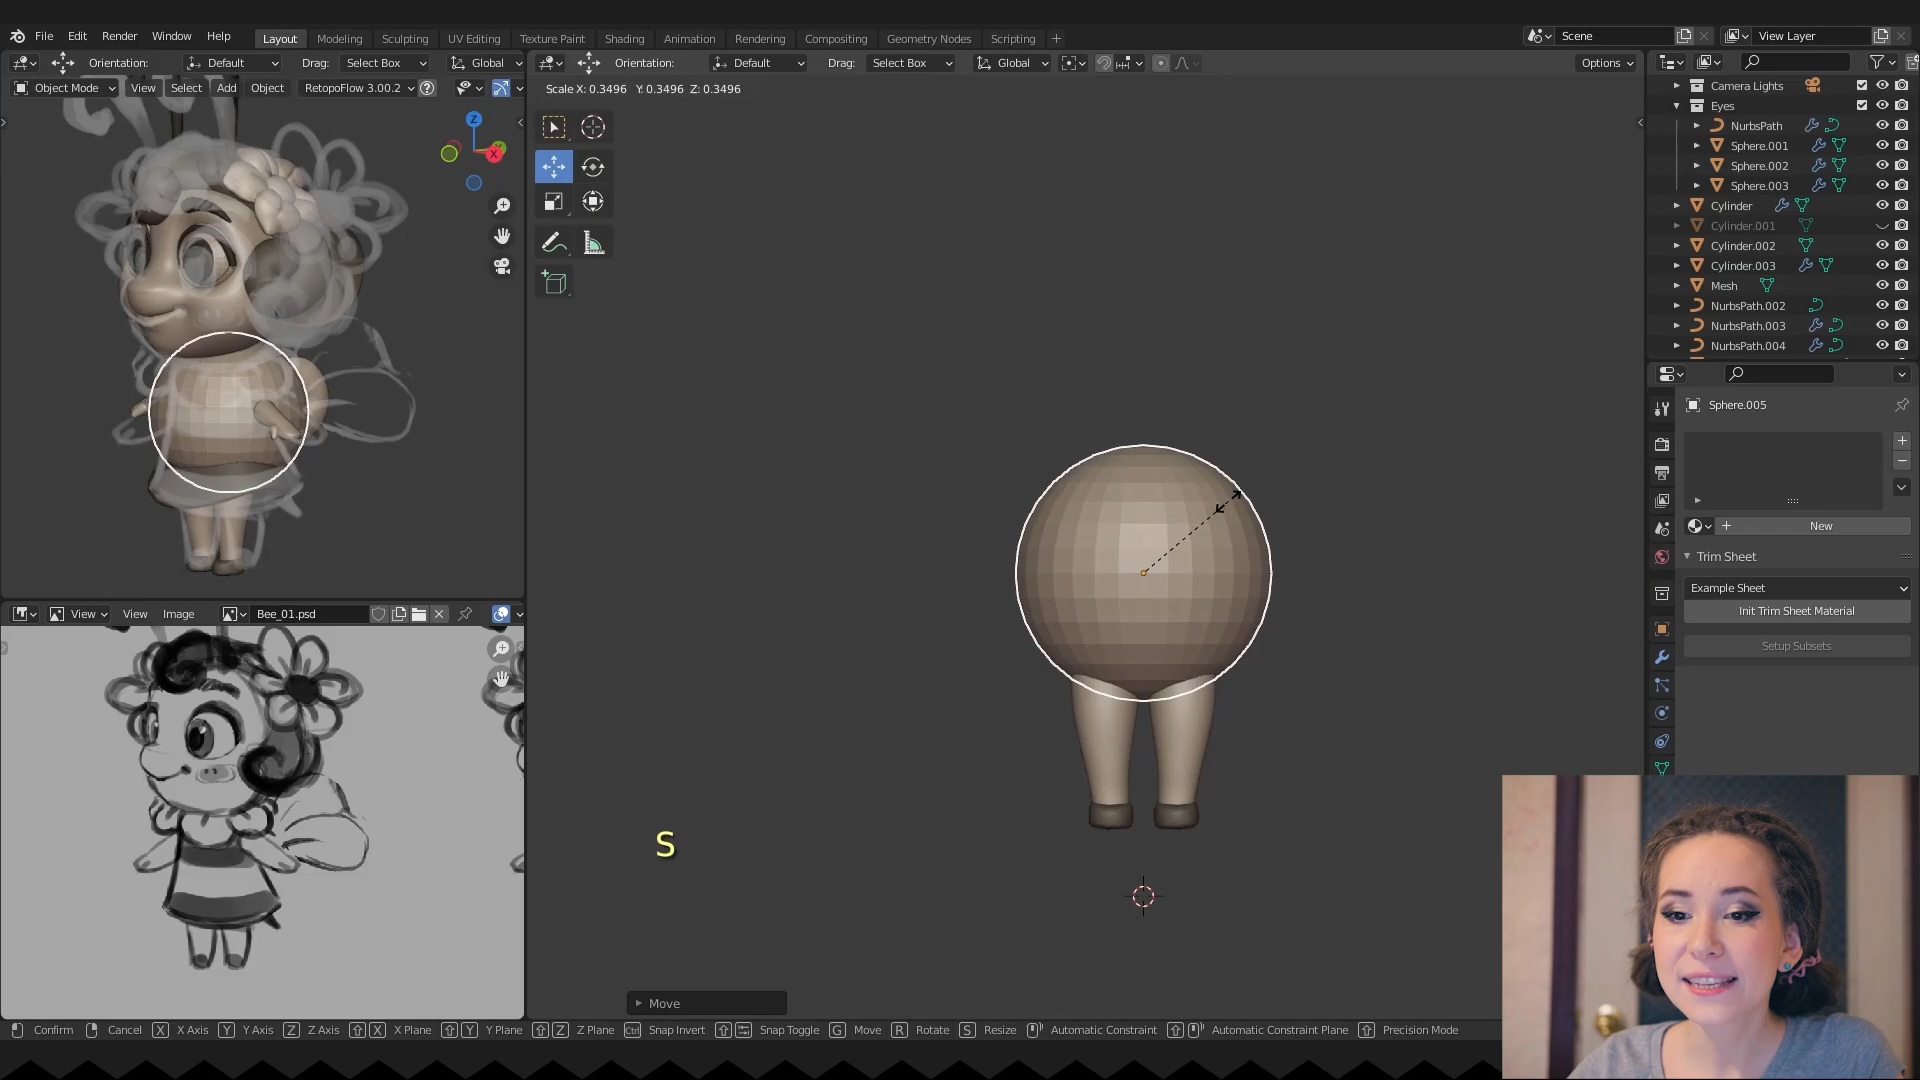 File Edit Render Window Help Layout Modeling Sculpting UV Editing Texture Paint Shading Animation Rendering Compositing Geometry Nodes Scripting + Scene View Layer
Orientation: Default Drag: Select Box Global Orientation: Default Drag: Select Box Global Options
Object Mode View Select Add Object RetopoFlow 3.00.2 ?
Scale X: 0.3496 Y: 0.3496 Z: 0.3496
Z
X
Camera Lights
Eyes
NurbsPath
Sphere.001
Sphere.002
Sphere.003
Cylinder
Cylinder.001
Cylinder.002
Cylinder.003
Mesh
NurbsPath.002
NurbsPath.003
NurbsPath.004
Sphere.005
New
Trim Sheet
Example Sheet
Init Trim Sheet Material
Setup Subsets
View View Image Bee_01.psd
S
Move
Confirm Cancel X X Axis Y Y Axis Z Z Axis X X Plane Y Y Plane Z Z Plane Ctrl Snap Invert Snap Toggle G Move R Rotate S Resize Automatic Constraint Automatic Constraint Plane Precision Mode